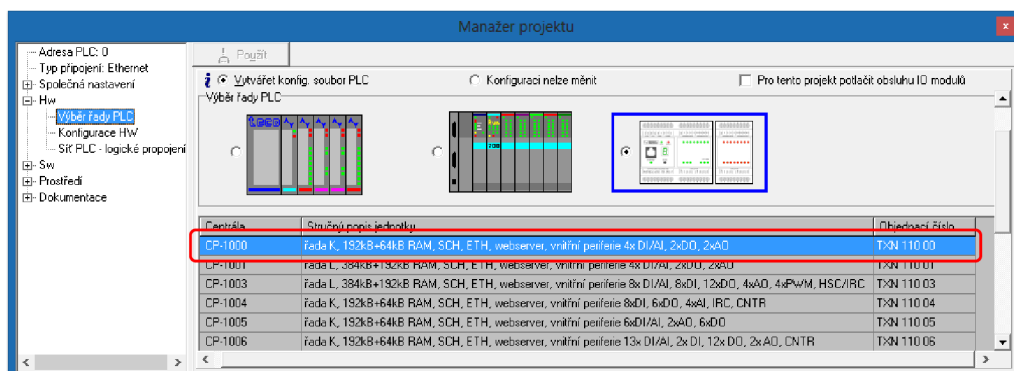 Manažer projektu
x
Adresa PLC: 0
Typ připojení: Ethernet
Společná nastavení
Hw
Výběr řady PLC
Konfigurace HW
Síť PLC - logické propojení
Sw
Prostředí
Dokumentace
Použít
Vytvářet konfig. soubor PLC
Konfiguraci nelze měnit
Pro tento projekt potlačit obsluhu IO modulů
Výběr řady PLC
teco
Centrála Stručný popis jednotky Objednací číslo
CP-1000 řada K, 192kB+64kB RAM, SCH, ETH, webserver, vnitřní periferie 4x DI/AI, 2xDO, 2xAO TXN 110 00
CP-1001 řada L, 384kB+192kB RAM, SCH, ETH, webserver, vnitřní periferie 4x DI/AI, 2xDO, 2xAO TXN 110 01
CP-1003 řada L, 384kB+192kB RAM, SCH, ETH, webserver, vnitřní periferie 8x DI/AI, 8xDI, 12xDO, 4xAO, 4xPWM, HSC/IRC TXN 110 03
CP-1004 řada K, 192kB+64kB RAM, SCH, ETH, webserver, vnitřní periferie 8xDI, 6xDO, 4xAI, IRC, CNTR TXN 110 04
CP-1005 řada K, 192kB+64kB RAM, SCH, ETH, webserver, vnitřní periferie 6xDI/AI, 2xAO, 6xDO TXN 110 05
CP-1006 řada K, 192kB+64kB RAM, SCH, ETH, webserver, vnitřní periferie 13x DI/AI, 2x DI, 12x DO, 2x AO, CNTR TXN 110 06